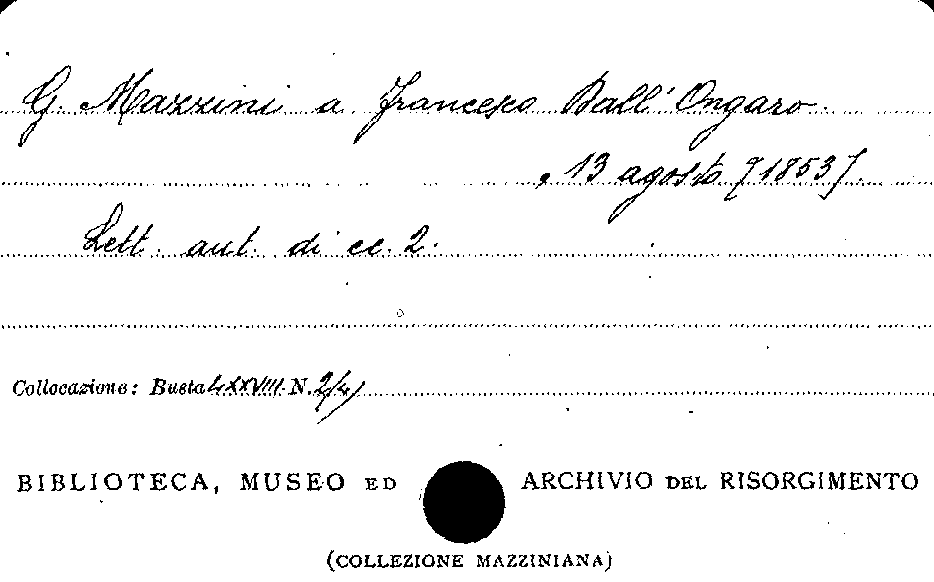 G. Mazzini a Francesco Dall'Ongaro.
13 agosto [1853].
Lett. aut. di cc. 2.
Collocazione: Busta LXXVIII N. 2/4)
BIBLIOTECA, MUSEO ED ARCHIVIO DEL RISORGIMENTO
(COLLEZIONE MAZZINIANA)